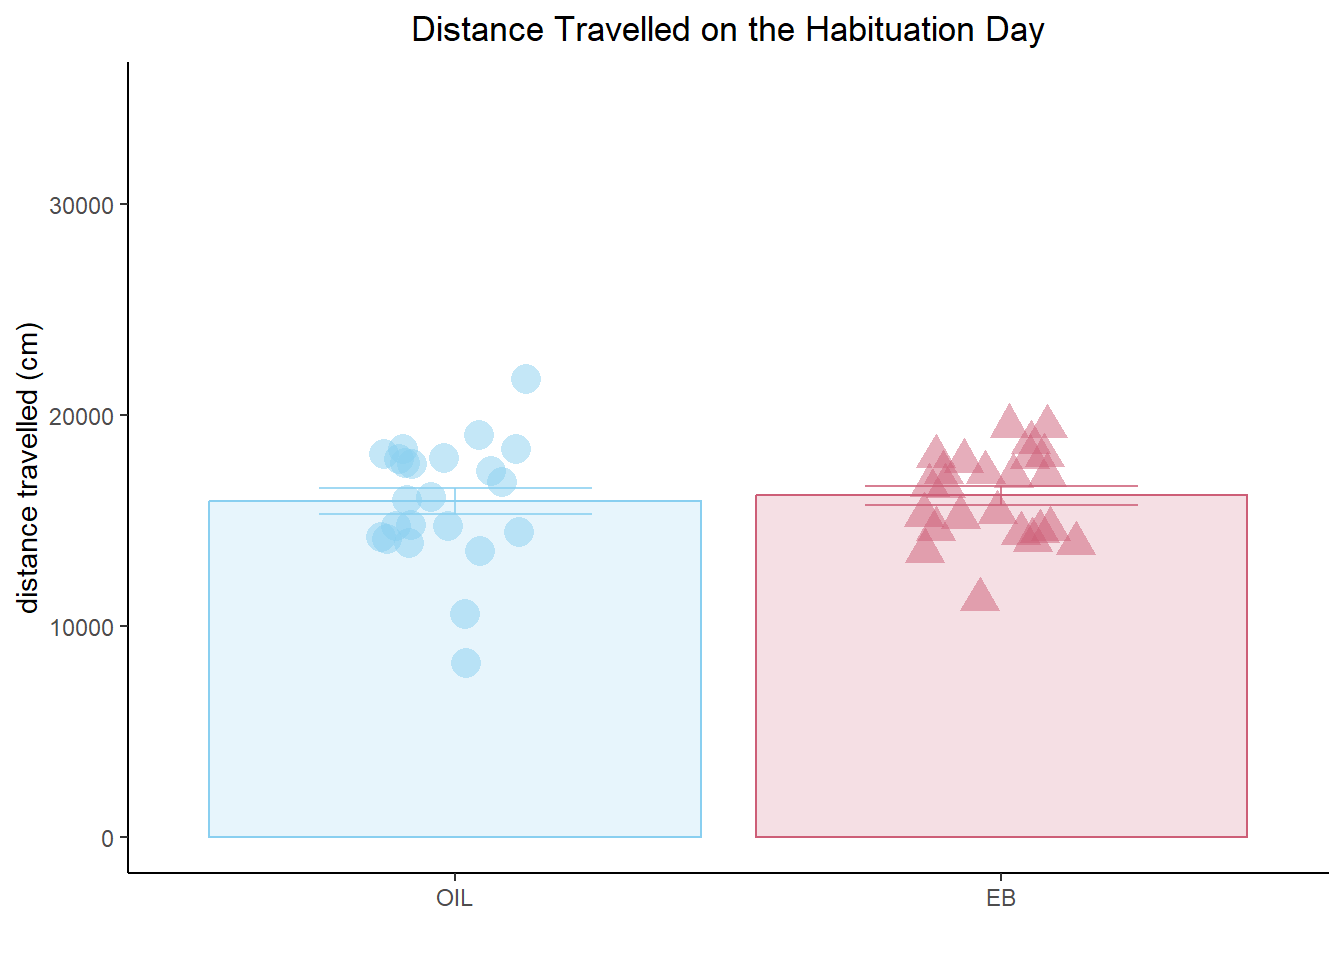 Distance Travelled on the Habituation Day
distance travelled (cm)
30000
20000
10000
0
OIL
EB